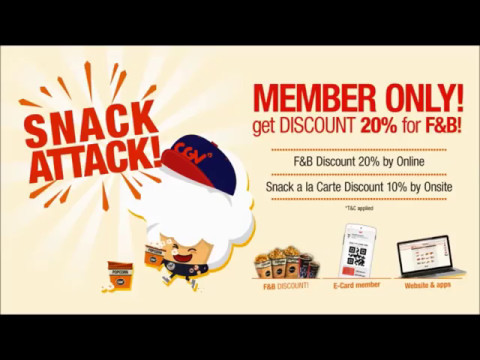 SNACK
ATTACK!
CGV
POPCORN
MEMBER ONLY!
get DISCOUNT 20% for F&B!
F&B Discount 20% by Online
Snack a la Carte Discount 10% by Onsite
*T&C applied
F&B DISCOUNT!
E-Card member
Website & apps